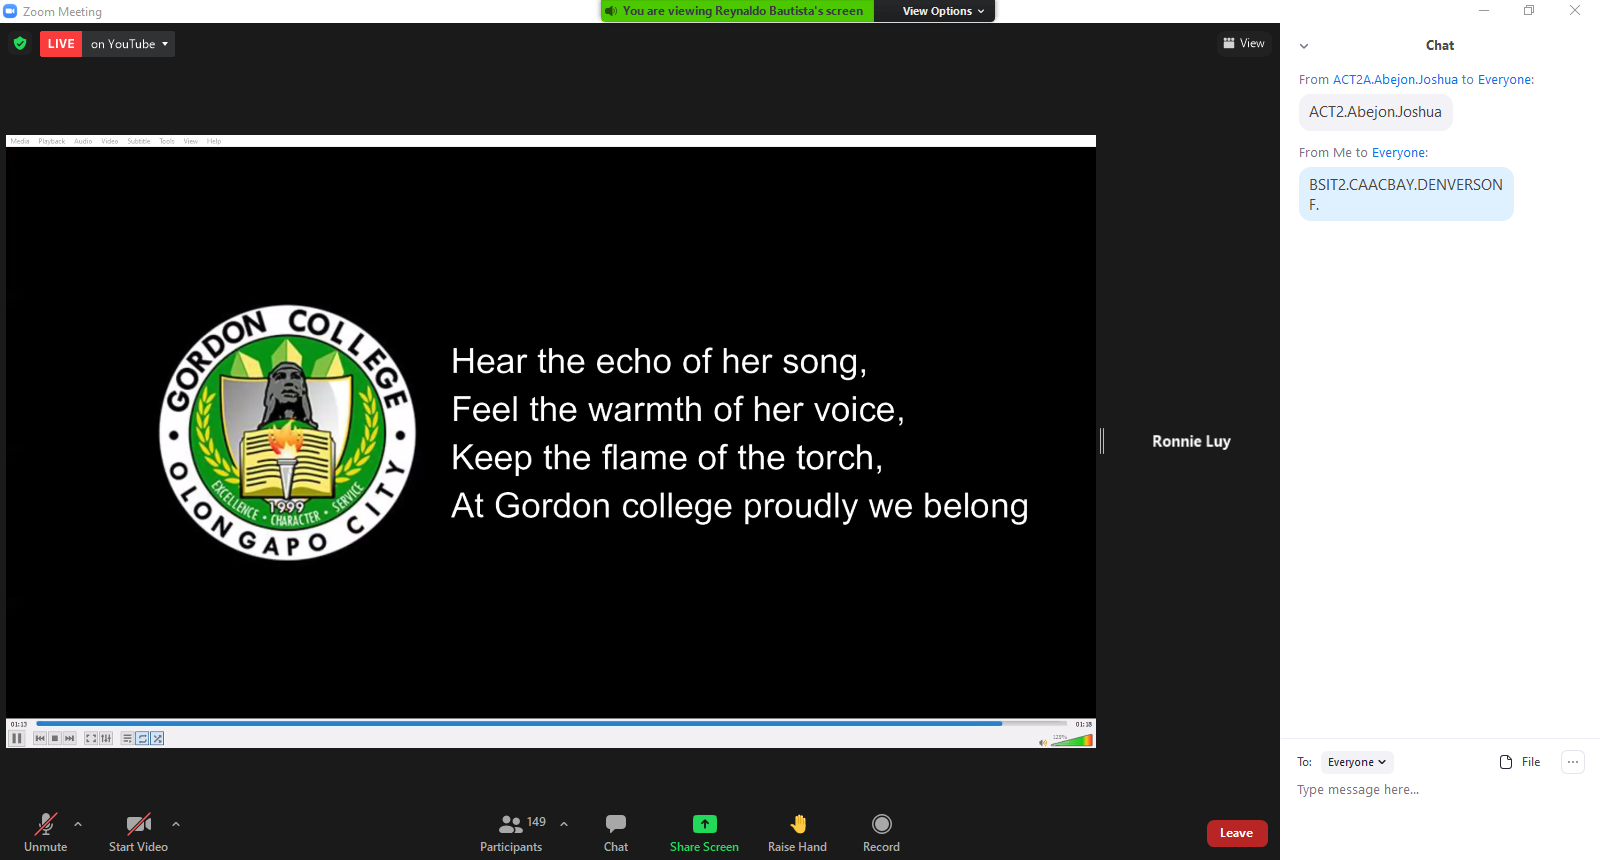 Zoom Meeting
You are viewing Reynaldo Bautista's screen
View Options
LIVE
on YouTube
View
Chat
From ACT2A.Abejon.Joshua to Everyone:
ACT2.Abejon.Joshua
From Me to Everyone:
BSIT2.CAACBAY.DENVERSON
F.
Media Playback Audio Video Subtitle Tools View Help
GORDON COLLEGE
EXCELLENCE • CHARACTER • SERVICE
1999
OLONGAPO CITY
Hear the echo of her song,
Feel the warmth of her voice,
Keep the flame of the torch,
At Gordon college proudly we belong
Ronnie Luy
01:13
01:18
129%
To: Everyone
File
Type message here...
Unmute
Start Video
149
Participants
Chat
Share Screen
Raise Hand
Record
Leave